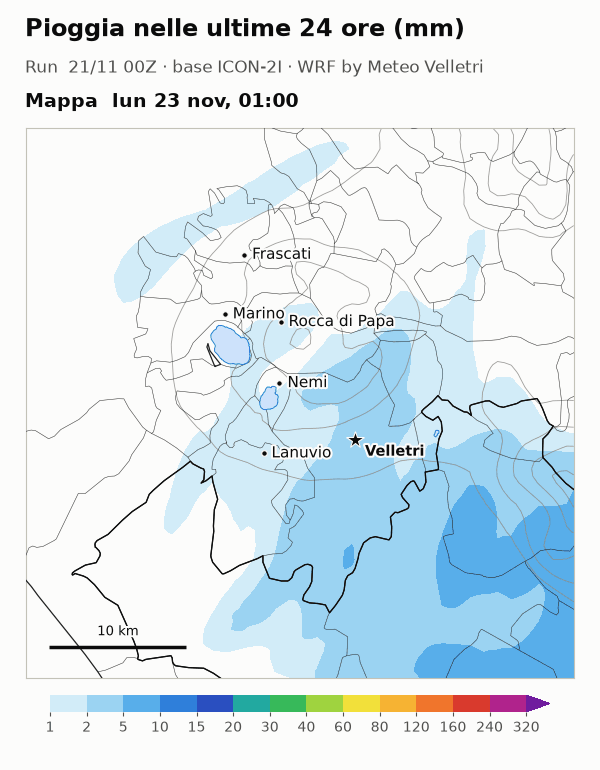 Pioggia nelle ultime 24 ore (mm)
Run  21/11 00Z · base ICON-2I · WRF by Meteo Velletri
Mappa  lun 23 nov, 01:00
Frascati
Marino
Rocca di Papa
Nemi
Velletri
Lanuvio
10 km
1 2 5 10 15 20 30 40 60 80 120 160 240 320